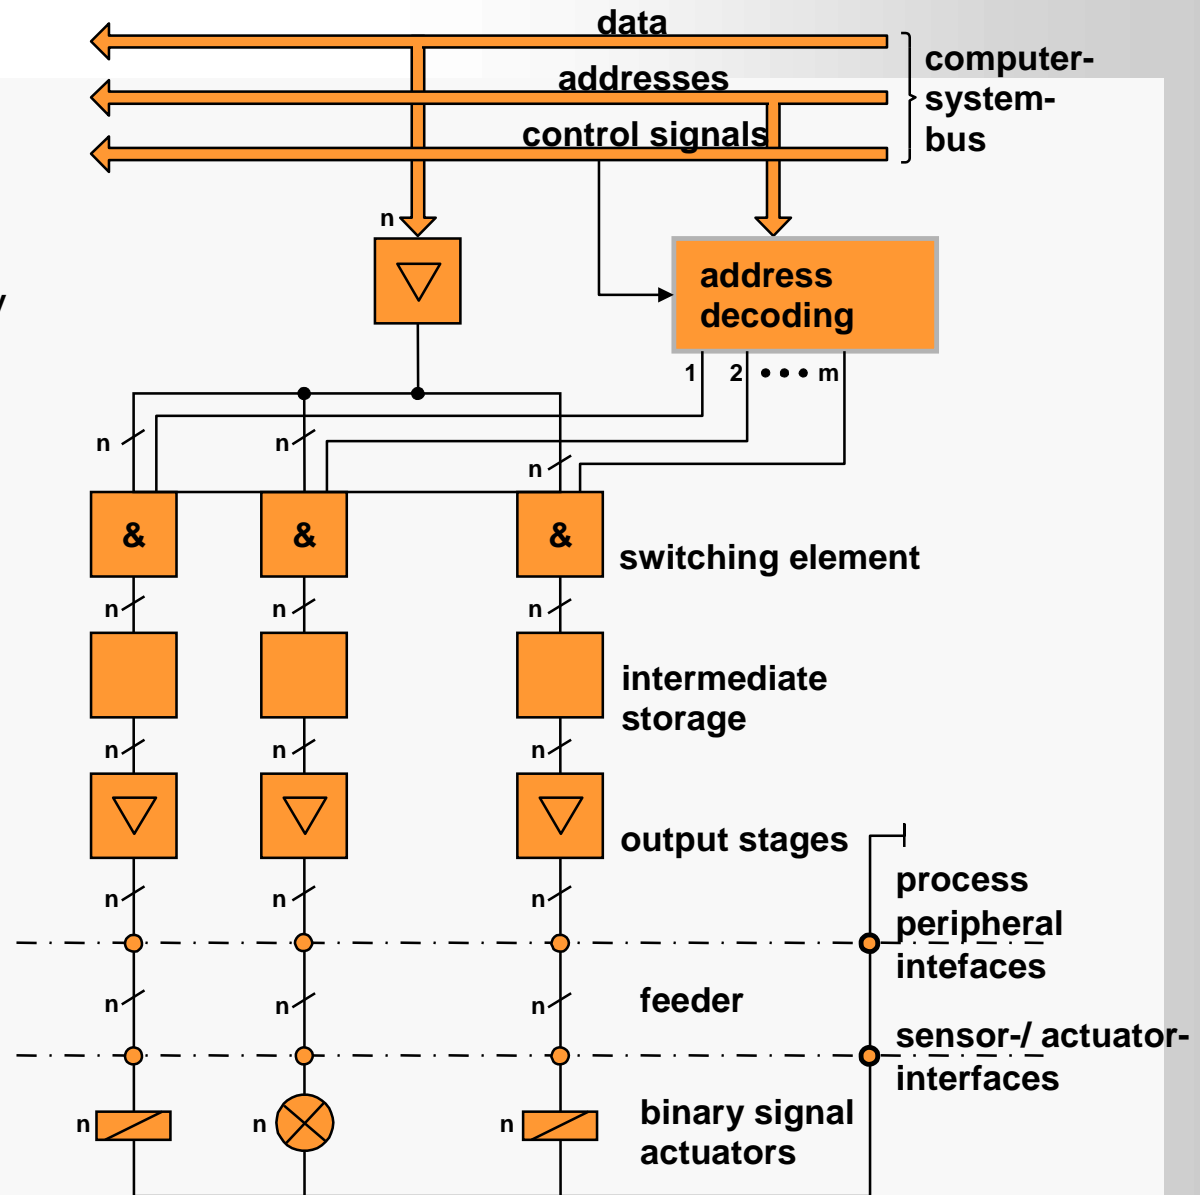 data
computer-
addresses
system-
control signals
bus
n
address
decoding
1 2 ••• m
n n n
& & &
switching element
n n n
intermediate
storage
n n n
output stages
process
n n n
peripheral
intefaces
n n n
feeder
sensor-/ actuator-
interfaces
n n n
binary signal
actuators